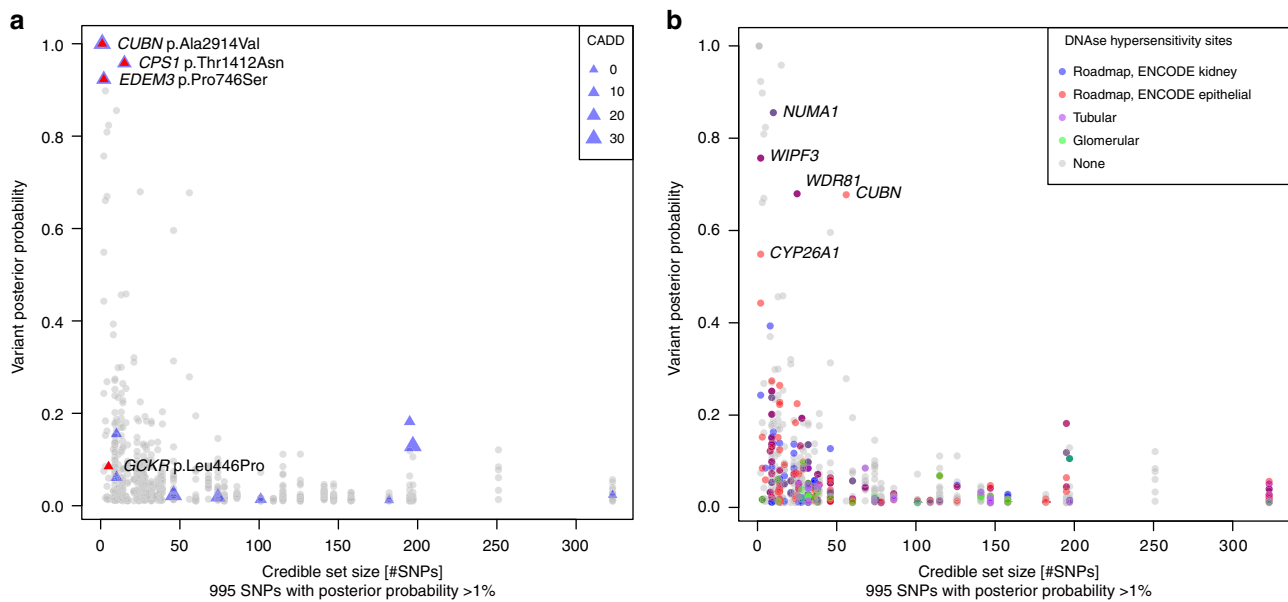 a
Variant posterior probability
1.0
0.8
0.6
0.4
0.2
0.0
CUBN p.Ala2914Val
CPS1 p.Thr1412Asn
EDEM3 p.Pro746Ser
GCKR p.Leu446Pro
CADD
0
10
20
30
0 50 100 150 200 250 300
Credible set size [#SNPs]
995 SNPs with posterior probability >1%
b
Variant posterior probability
1.0
0.8
0.6
0.4
0.2
0.0
NUMA1
WIPF3
WDR81
CUBN
CYP26A1
DNAse hypersensitivity sites
Roadmap, ENCODE kidney
Roadmap, ENCODE epithelial
Tubular
Glomerular
None
0 50 100 150 200 250 300
Credible set size [#SNPs]
995 SNPs with posterior probability >1%